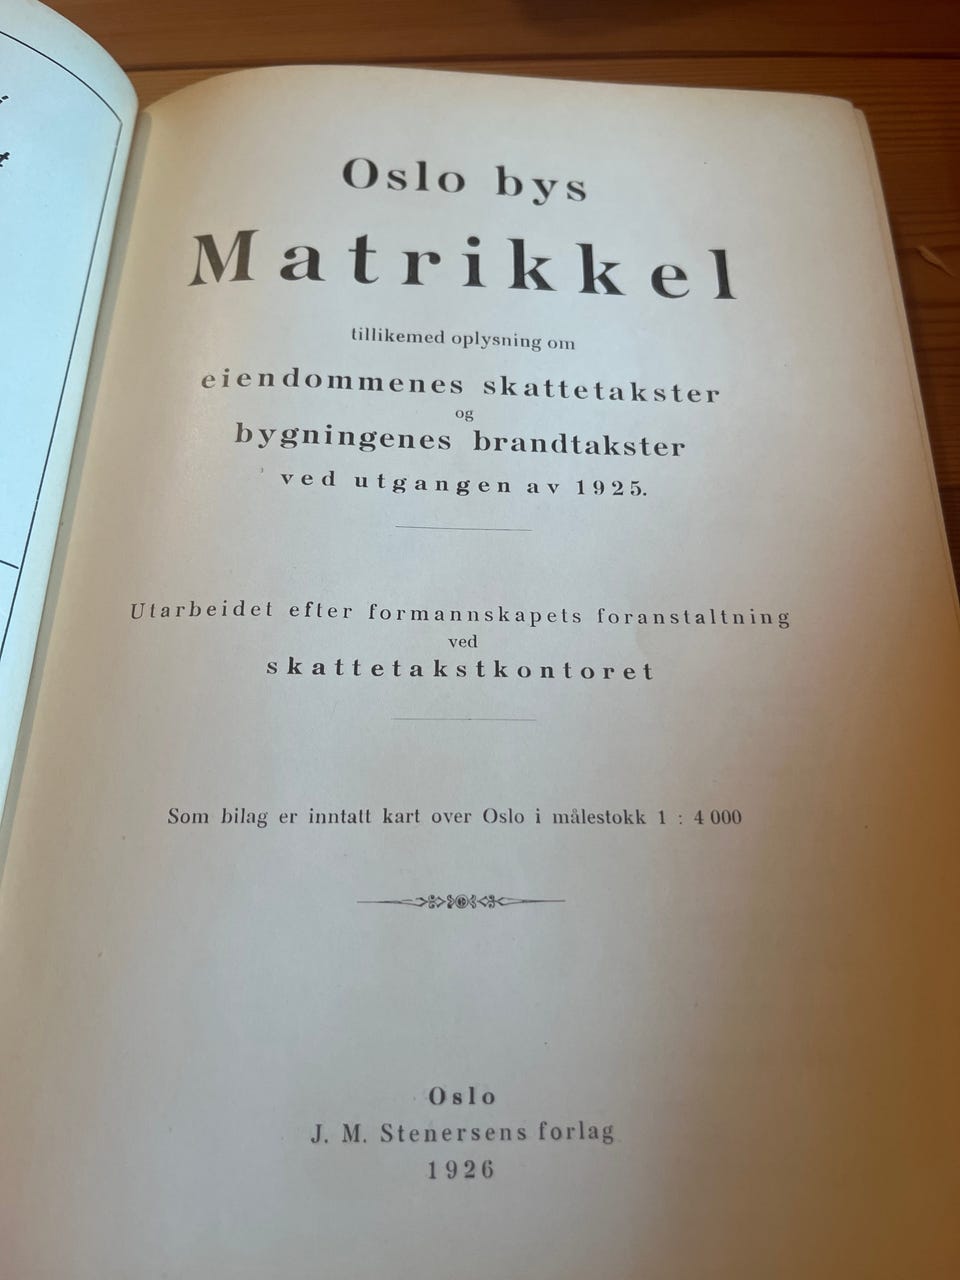 Oslo bys
Matrikkel
tillikemed oplysning om
eiendommenes skattetakster
og
bygningenes brandtakster
ved utgangen av 1925.
Utarbeidet efter formannskapets foranstaltning
ved
skattetakstkontoret
Som bilag er inntatt kart over Oslo i målestokk 1 : 4 000
Oslo
J. M. Stenersens forlag
1926